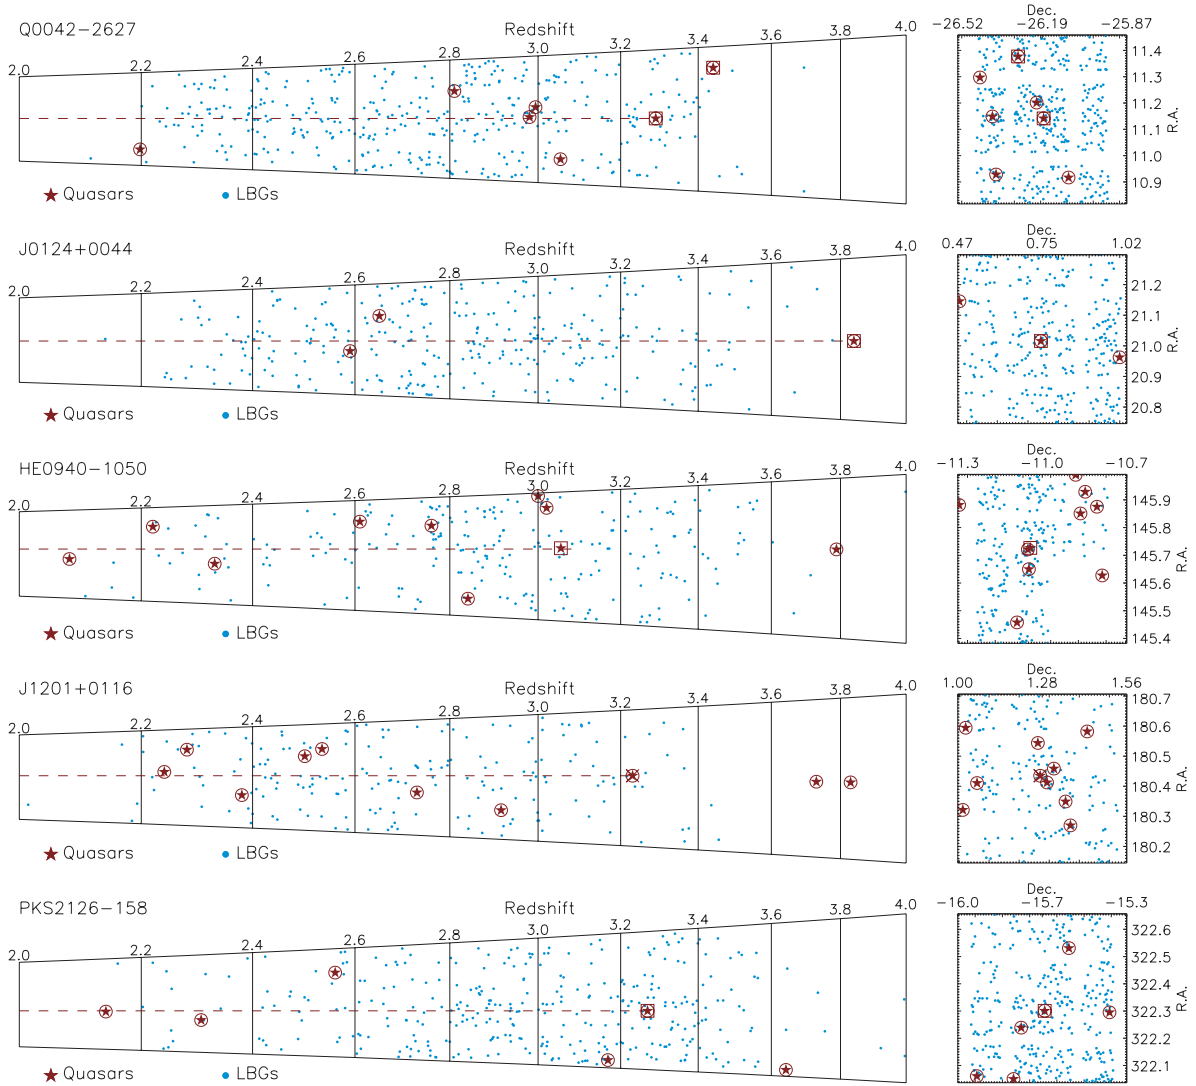 Q0042−2627
Redshift
2.0 2.2 2.4 2.6 2.8 3.0 3.2 3.4 3.6 3.8 4.0
Quasars LBGs
Dec.
−26.52 −26.19 −25.87
11.4
11.3
11.2
11.1
11.0
10.9
R.A.
J0124+0044
Redshift
2.0 2.2 2.4 2.6 2.8 3.0 3.2 3.4 3.6 3.8 4.0
Quasars LBGs
Dec.
0.47 0.75 1.02
21.2
21.1
21.0
20.9
20.8
R.A.
HE0940−1050
Redshift
2.0 2.2 2.4 2.6 2.8 3.0 3.2 3.4 3.6 3.8 4.0
Quasars LBGs
Dec.
−11.3 −11.0 −10.7
145.9
145.8
145.7
145.6
145.5
145.4
R.A.
J1201+0116
Redshift
2.0 2.2 2.4 2.6 2.8 3.0 3.2 3.4 3.6 3.8 4.0
Quasars LBGs
Dec.
1.00 1.28 1.56
180.7
180.6
180.5
180.4
180.3
180.2
R.A.
PKS2126−158
Redshift
2.0 2.2 2.4 2.6 2.8 3.0 3.2 3.4 3.6 3.8 4.0
Quasars LBGs
Dec.
−16.0 −15.7 −15.3
322.6
322.5
322.4
322.3
322.2
322.1
R.A.